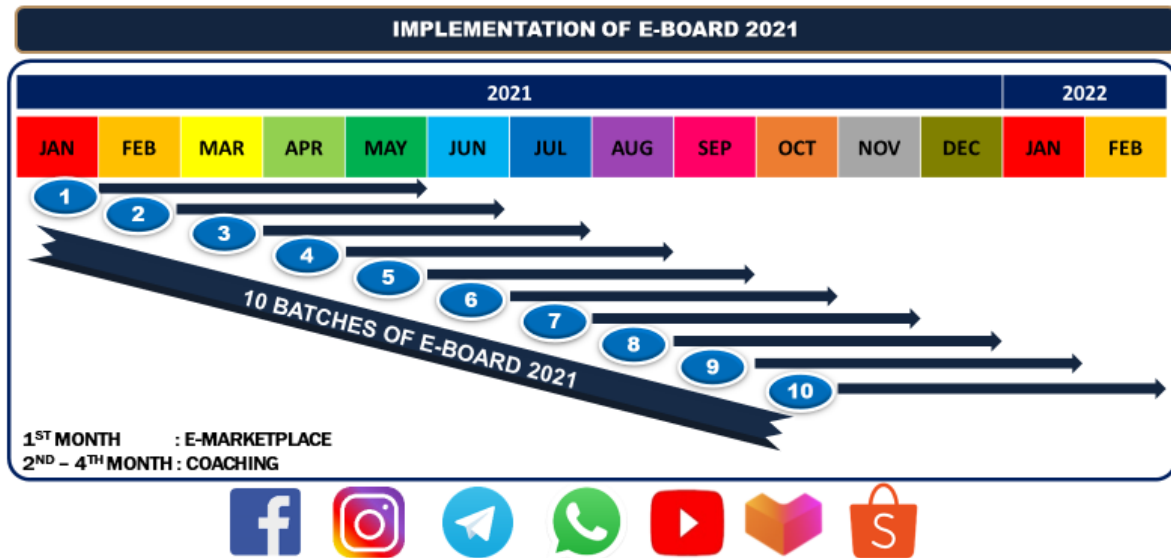 IMPLEMENTATION OF E-BOARD 2021
2021 2022
JAN FEB MAR APR MAY JUN JUL AUG SEP OCT NOV DEC JAN FEB
1
2
3
4
5
6
7
8
9
10
10 BATCHES OF E-BOARD 2021
1ST MONTH : E-MARKETPLACE
2ND – 4TH MONTH : COACHING
f
S